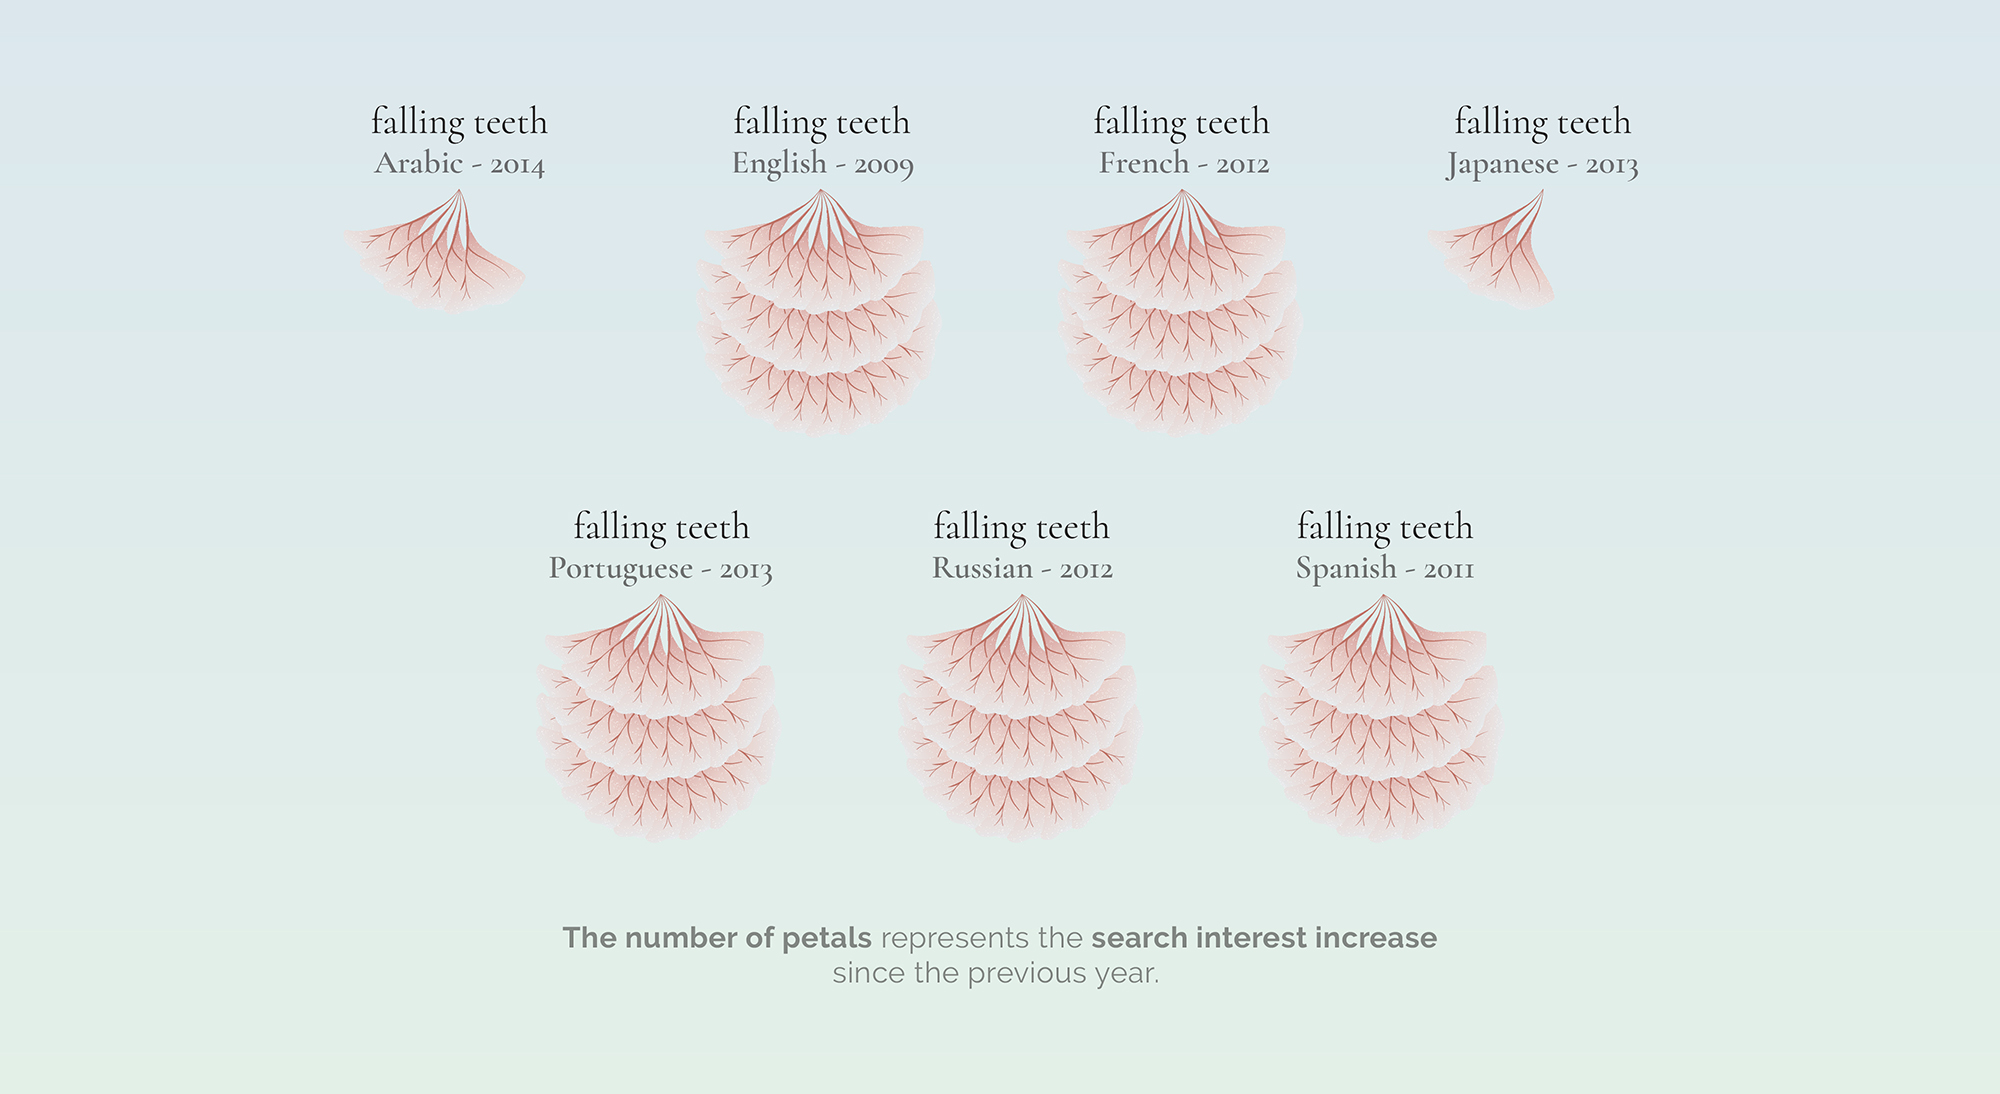 falling teeth
Arabic - 2014
falling teeth
English - 2009
falling teeth
French - 2012
falling teeth
Japanese - 2013
falling teeth
Portuguese - 2013
falling teeth
Russian - 2012
falling teeth
Spanish - 2011
The number of petals represents the search interest increase
since the previous year.